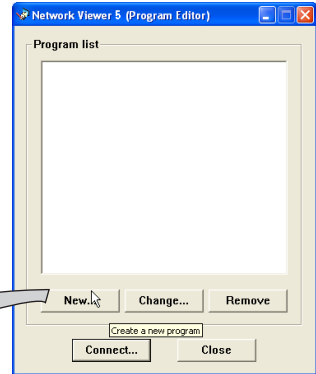 Network Viewer 5 (Program Editor)
Program list
New...
Change...
Remove
Create a new program
Connect...
Close